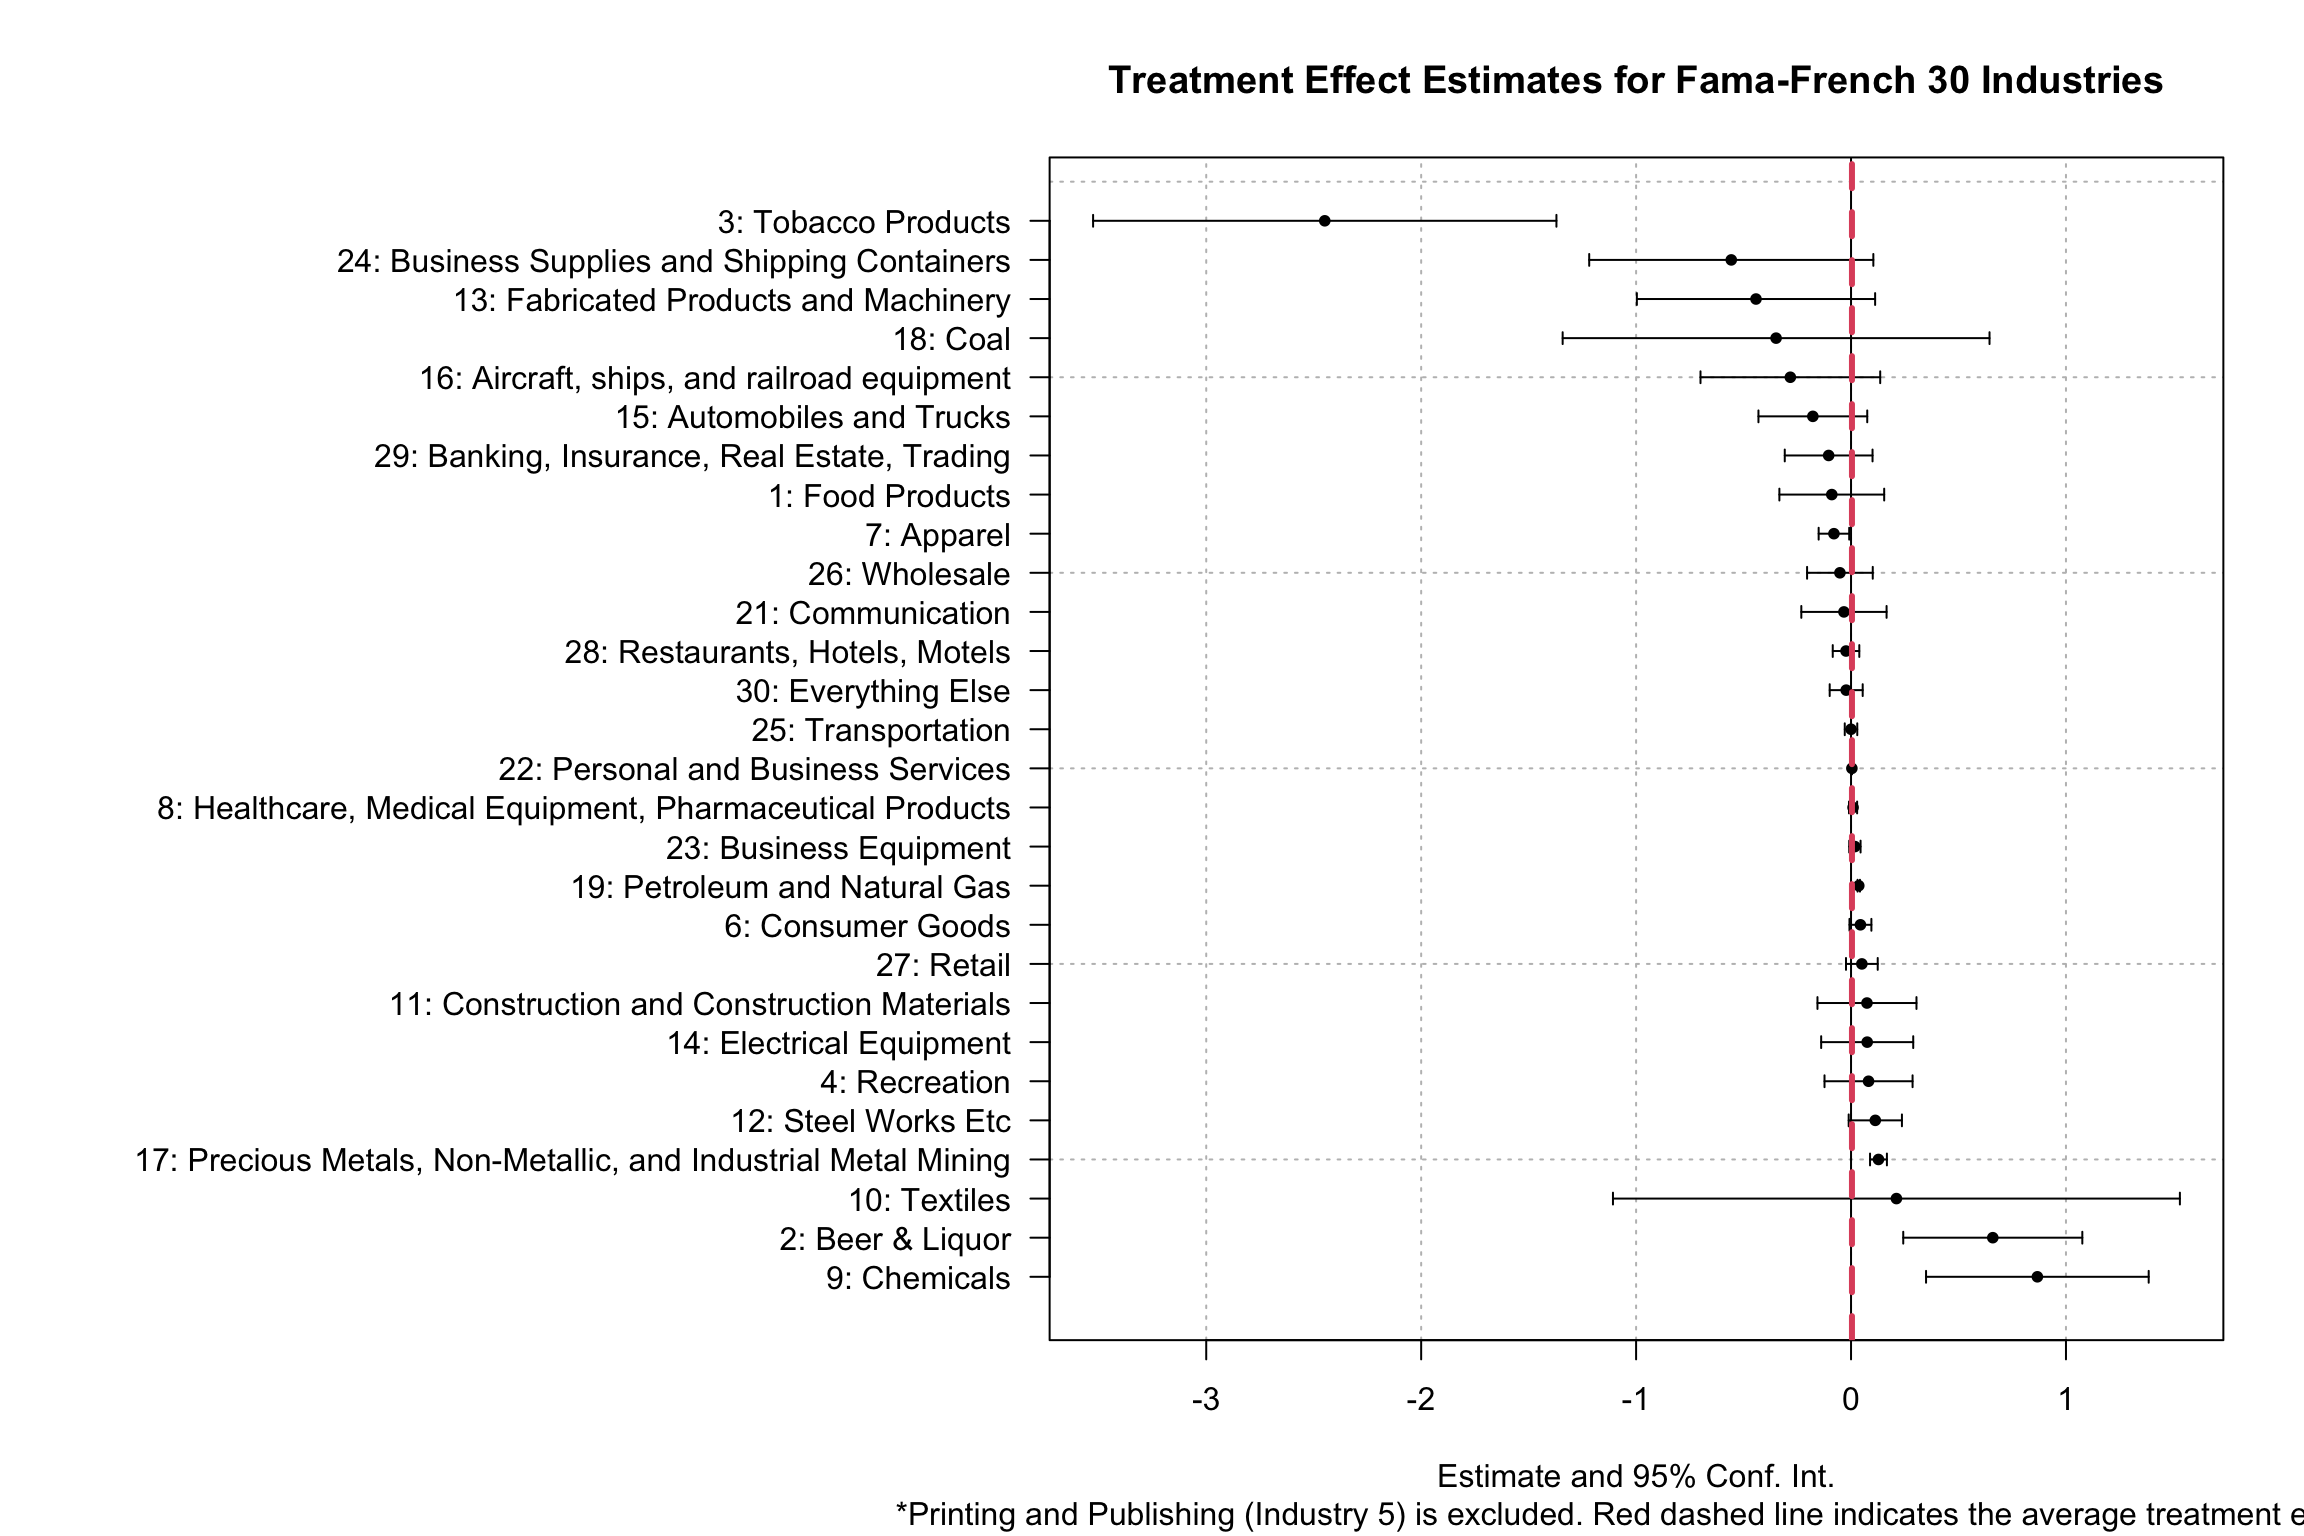 Treatment Effect Estimates for Fama-French 30 Industries
3: Tobacco Products
24: Business Supplies and Shipping Containers
13: Fabricated Products and Machinery
18: Coal
16: Aircraft, ships, and railroad equipment
15: Automobiles and Trucks
29: Banking, Insurance, Real Estate, Trading
1: Food Products
7: Apparel
26: Wholesale
21: Communication
28: Restaurants, Hotels, Motels
30: Everything Else
25: Transportation
22: Personal and Business Services
8: Healthcare, Medical Equipment, Pharmaceutical Products
23: Business Equipment
19: Petroleum and Natural Gas
6: Consumer Goods
27: Retail
11: Construction and Construction Materials
14: Electrical Equipment
4: Recreation
12: Steel Works Etc
17: Precious Metals, Non-Metallic, and Industrial Metal Mining
10: Textiles
2: Beer & Liquor
9: Chemicals
-3 -2 -1 0 1
Estimate and 95% Conf. Int.
*Printing and Publishing (Industry 5) is excluded. Red dashed line indicates the average treatment